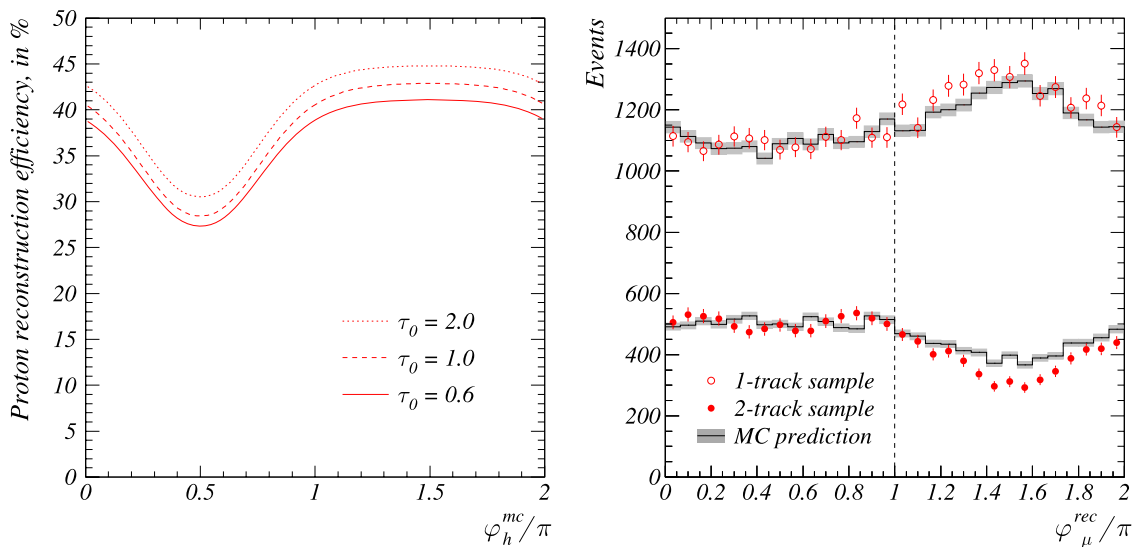 Proton reconstruction efficiency, in %
50
45
40
35
30
25
20
15
10
5
0
τ0 = 2.0
τ0 = 1.0
τ0 = 0.6
0 0.5 1 1.5 2
φ_h^mc/π
Events
1400
1200
1000
800
600
400
200
0
1-track sample
2-track sample
MC prediction
0 0.2 0.4 0.6 0.8 1 1.2 1.4 1.6 1.8 2
φ_μ^rec/π